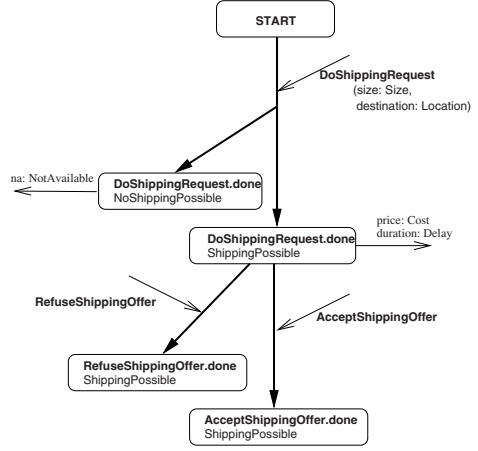 START
DoShippingRequest
(size: Size,
destination: Location)
na: NotAvailable
DoShippingRequest.done
NoShippingPossible
price: Cost
duration: Delay
DoShippingRequest.done
ShippingPossible
RefuseShippingOffer
AcceptShippingOffer
RefuseShippingOffer.done
ShippingPossible
AcceptShippingOffer.done
ShippingPossible